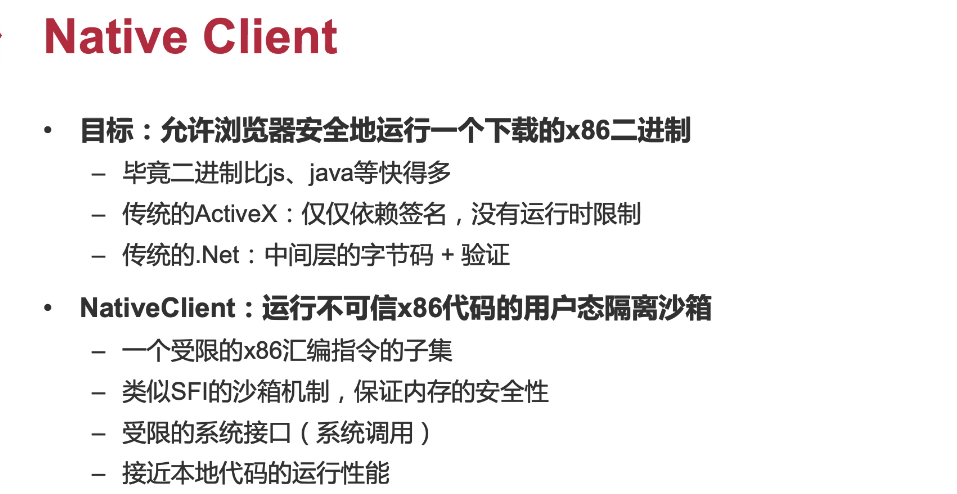 Native Client
• 目标：允许浏览器安全地运行一个下载的x86二进制
– 毕竟二进制比js、java等快得多
– 传统的ActiveX：仅仅依赖签名，没有运行时限制
– 传统的.Net：中间层的字节码 + 验证
• NativeClient：运行不可信x86代码的用户态隔离沙箱
– 一个受限的x86汇编指令的子集
– 类似SFI的沙箱机制，保证内存的安全性
– 受限的系统接口（系统调用）
– 接近本地代码的运行性能